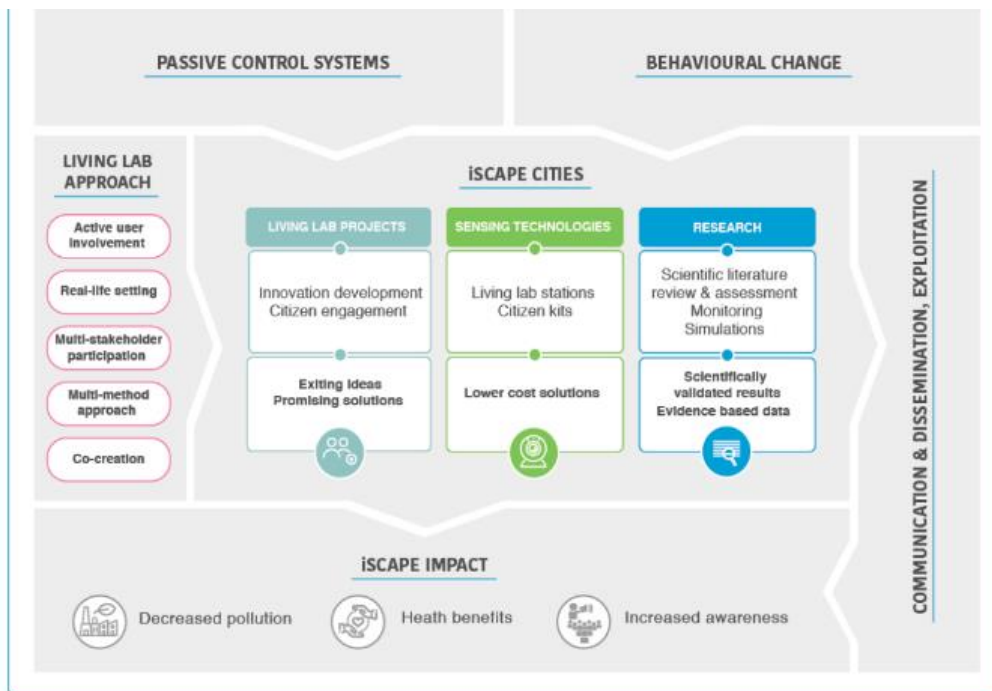 PASSIVE CONTROL SYSTEMS
BEHAVIOURAL CHANGE
LIVING LAB
APPROACH
Active user
involvement
Real-life setting
Multi-stakeholder
participation
Multi-method
approach
Co-creation
iSCAPE CITIES
LIVING LAB PROJECTS
Innovation development
Citizen engagement
Exiting ideas
Promising solutions
SENSING TECHNOLOGIES
Living lab stations
Citizen kits
Lower cost solutions
RESEARCH
Scientific literature
review & assessment
Monitoring
Simulations
Scientifically
validated results
Evidence based data
COMMUNICATION & DISSEMINATION, EXPLOITATION
iSCAPE IMPACT
Decreased pollution
Heath benefits
Increased awareness